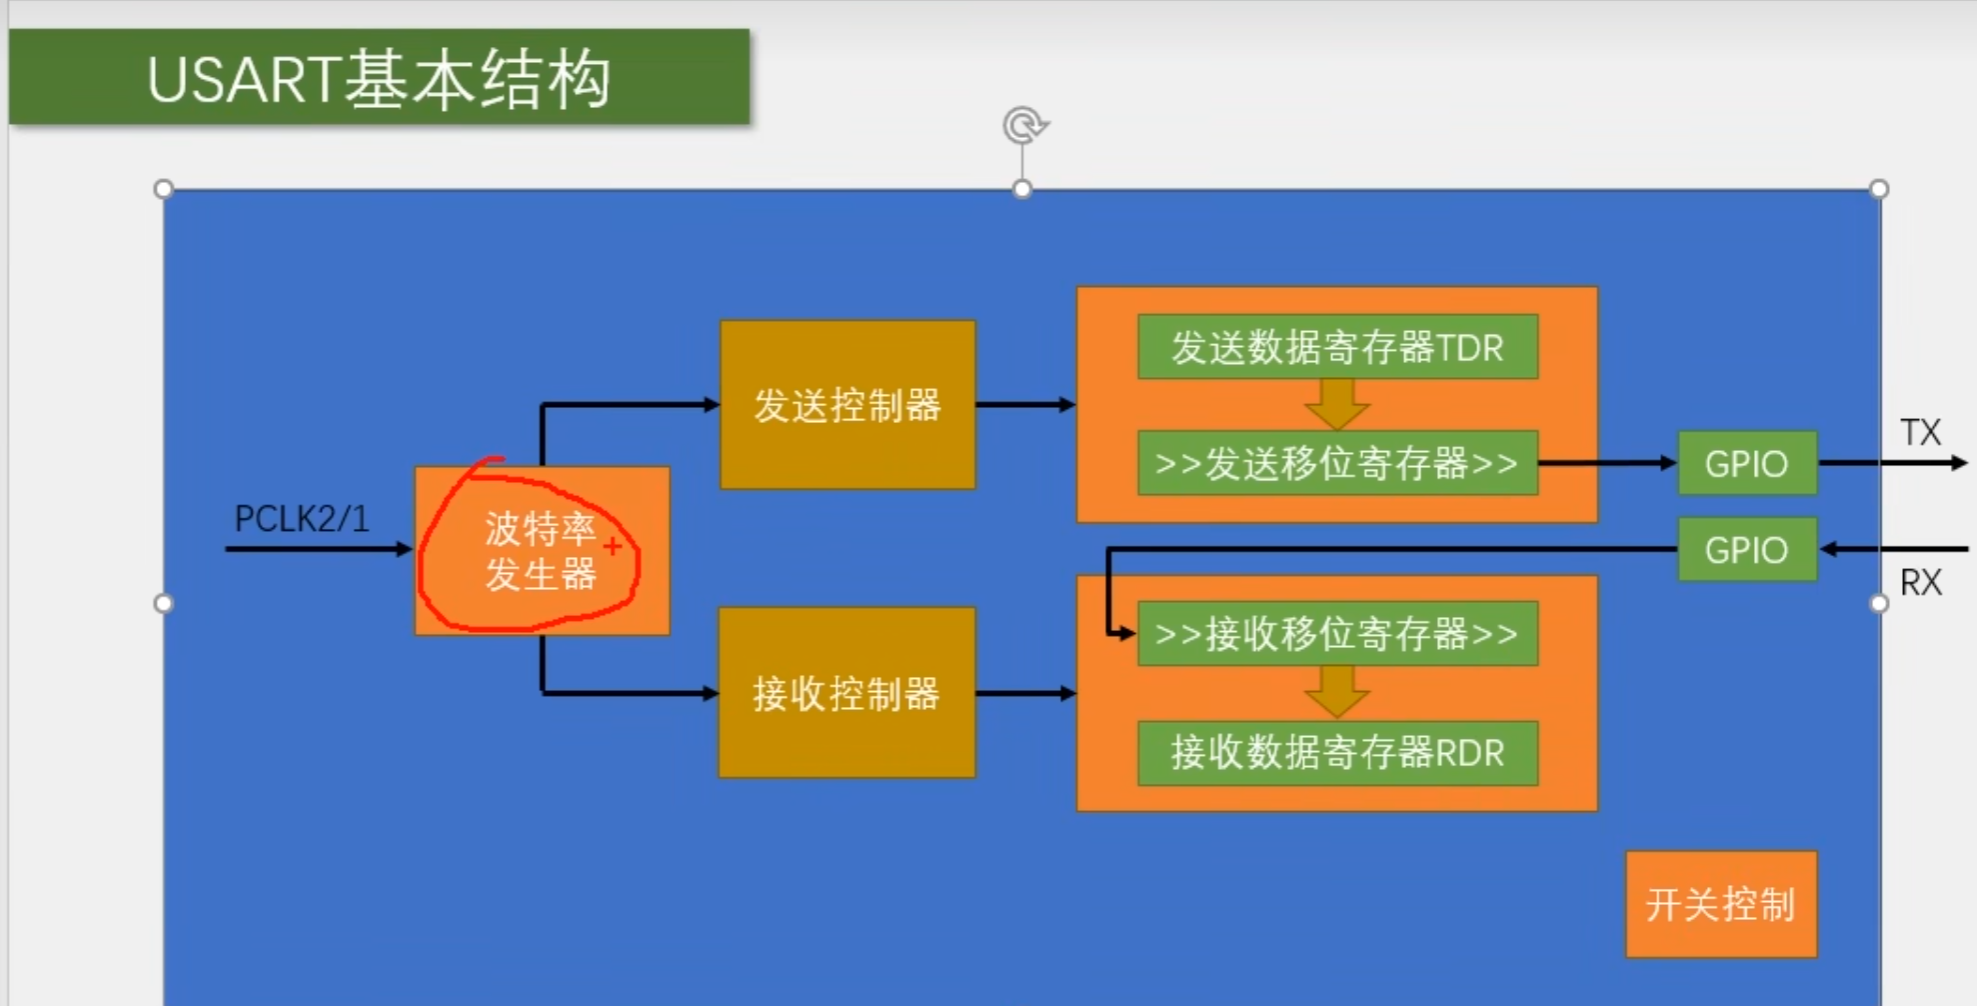 USART基本结构
发送数据寄存器TDR
发送控制器
>>发送移位寄存器>>
GPIO
TX
PCLK2/1
波特率
发生器
GPIO
RX
>>接收移位寄存器>>
接收控制器
接收数据寄存器RDR
开关控制